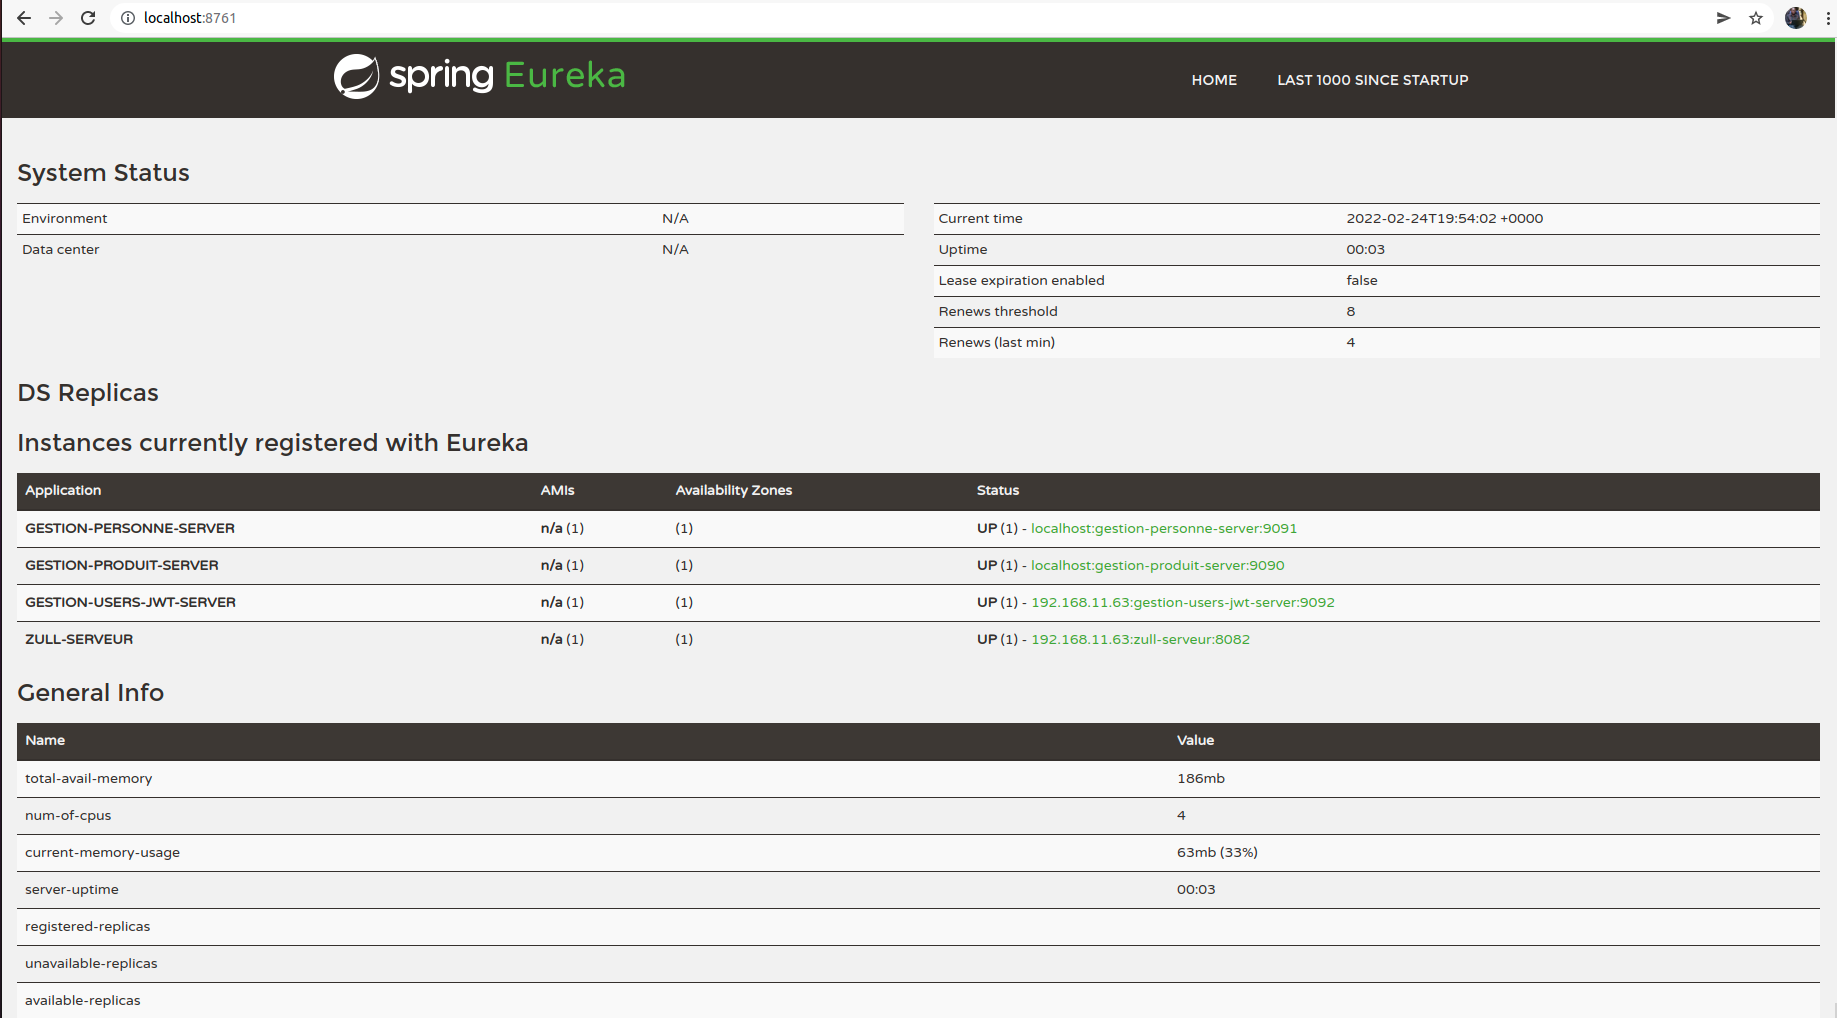 localhost:8761
spring Eureka
HOME LAST 1000 SINCE STARTUP
System Status
Environment N/A
Data center N/A
Current time 2022-02-24T19:54:02 +0000
Uptime 00:03
Lease expiration enabled false
Renews threshold 8
Renews (last min) 4
DS Replicas
Instances currently registered with Eureka
Application AMIs Availability Zones Status
GESTION-PERSONNE-SERVER n/a (1) (1) UP (1) - localhost:gestion-personne-server:9091
GESTION-PRODUIT-SERVER n/a (1) (1) UP (1) - localhost:gestion-produit-server:9090
GESTION-USERS-JWT-SERVER n/a (1) (1) UP (1) - 192.168.11.63:gestion-users-jwt-server:9092
ZULL-SERVEUR n/a (1) (1) UP (1) - 192.168.11.63:zull-serveur:8082
General Info
Name Value
total-avail-memory 186mb
num-of-cpus 4
current-memory-usage 63mb (33%)
server-uptime 00:03
registered-replicas
unavailable-replicas
available-replicas